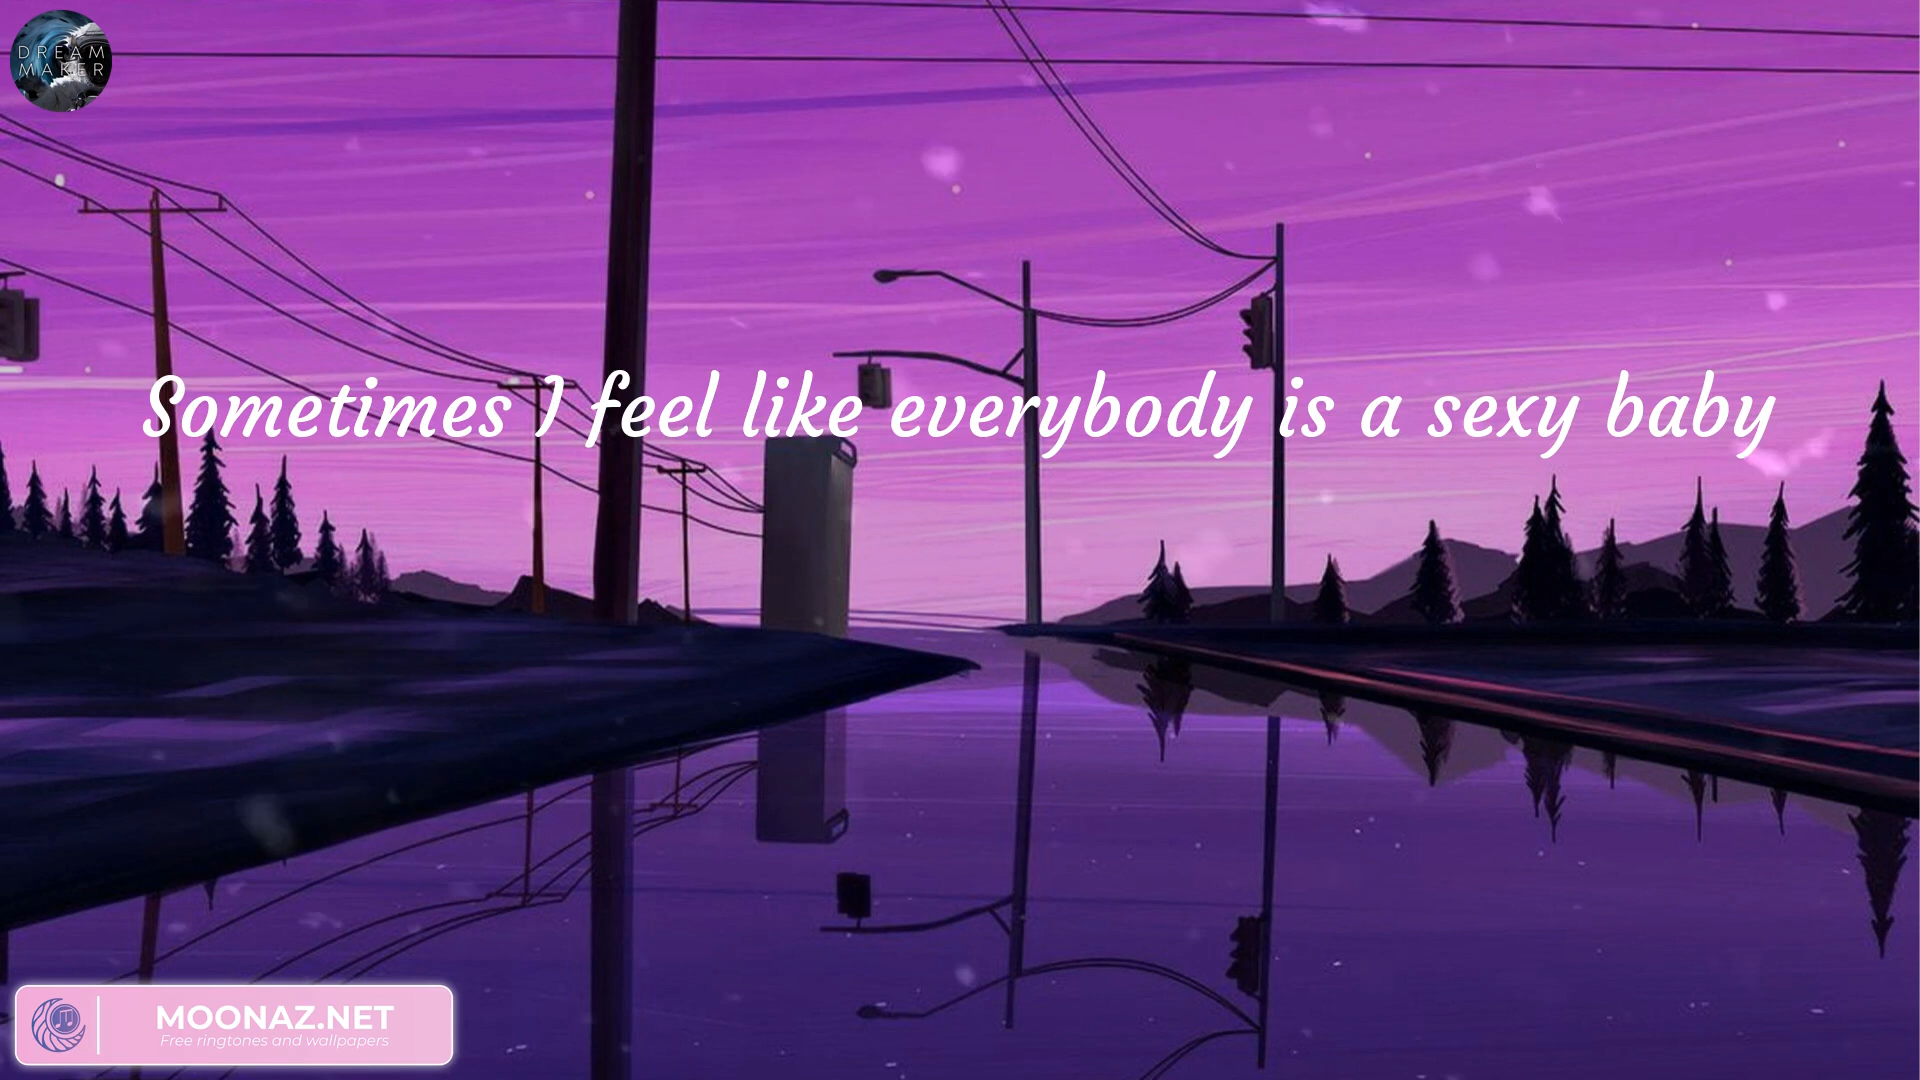 DREAM
MAKER
Sometimes I feel like everybody is a sexy baby
MOONAZ.NET
Free ringtones and wallpapers